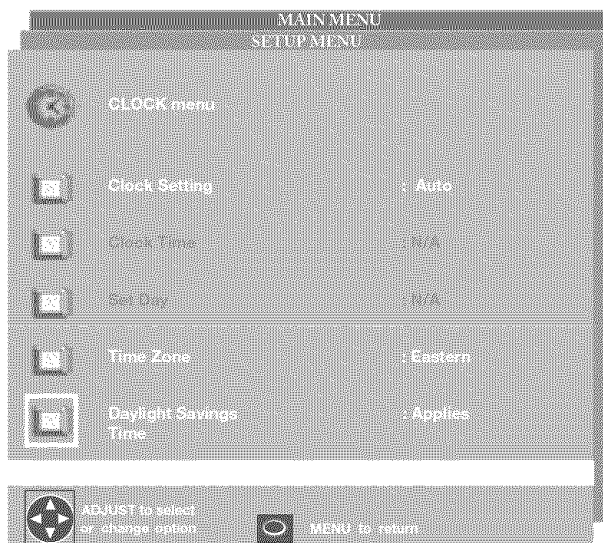 MAIN MENU
SETUP MENU
CLOCK menu
Clock Setting : Auto
Clock Time : N/A
Set Day : N/A
Time Zone : Eastern
Daylight Savings : Applies
Time
ADJUST to select
or change option
MENU to return